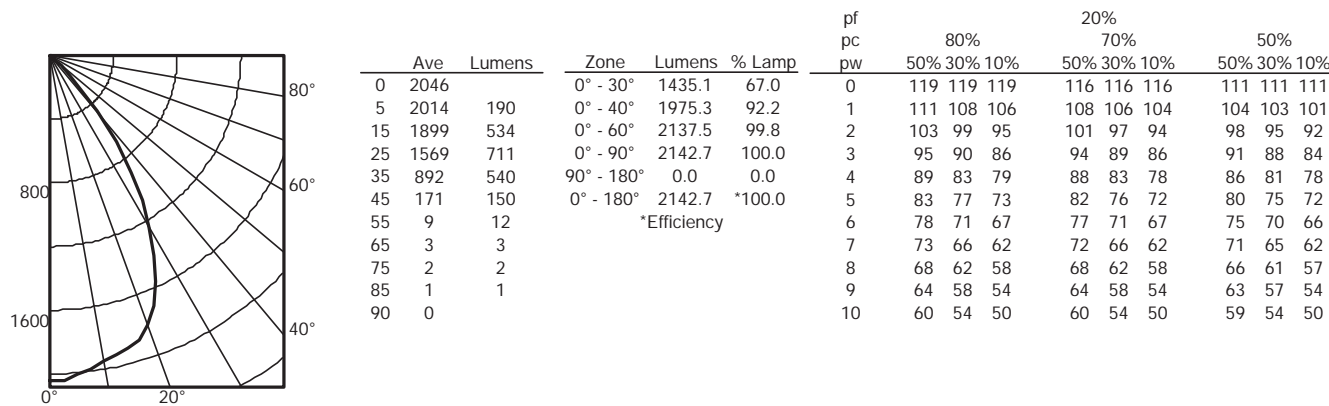 800
1600
0°
20°
40°
60°
80°
Ave Lumens
0 2046
5 2014 190
15 1899 534
25 1569 711
35 892 540
45 171 150
55 9 12
65 3 3
75 2 2
85 1 1
90 0
Zone Lumens % Lamp
0° - 30° 1435.1 67.0
0° - 40° 1975.3 92.2
0° - 60° 2137.5 99.8
0° - 90° 2142.7 100.0
90° - 180° 0.0 0.0
0° - 180° 2142.7 *100.0
*Efficiency
pf 20%
pc 80% 70% 50%
pw 50% 30% 10% 50% 30% 10% 50% 30% 10%
0 119 119 119 116 116 116 111 111 111
1 111 108 106 108 106 104 104 103 101
2 103 99 95 101 97 94 98 95 92
3 95 90 86 94 89 86 91 88 84
4 89 83 79 88 83 78 86 81 78
5 83 77 73 82 76 72 80 75 72
6 78 71 67 77 71 67 75 70 66
7 73 66 62 72 66 62 71 65 62
8 68 62 58 68 62 58 66 61 57
9 64 58 54 64 58 54 63 57 54
10 60 54 50 60 54 50 59 54 50